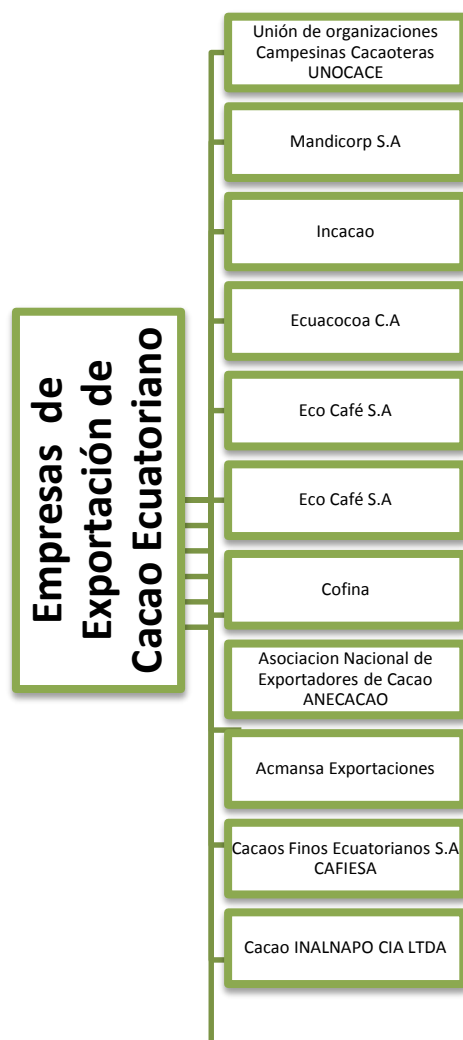 Empresas de
Exportación de
Cacao Ecuatoriano
Unión de organizaciones
Campesinas Cacaoteras
UNOCACE
Mandicorp S.A
Incacao
Ecuacocoa C.A
Eco Café S.A
Eco Café S.A
Cofina
Asociacion Nacional de
Exportadores de Cacao
ANECACAO
Acmansa Exportaciones
Cacaos Finos Ecuatorianos S.A
CAFIESA
Cacao INALNAPO CIA LTDA